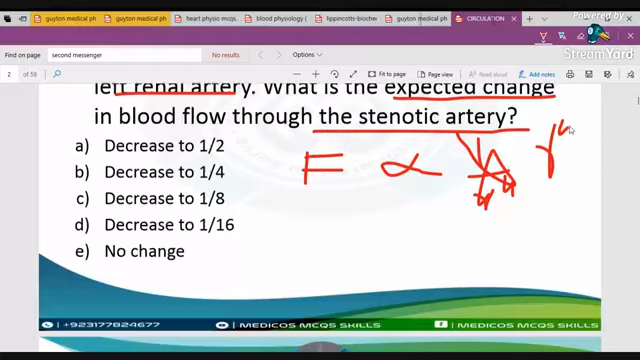 guyton medical ph
guyton medical ph
heart physio mcqs.
blood physiology (
lippincotts-bioche
guyton medical ph
CIRCULATION
Powered by
StreamYard
Find on page
second messenger
No results
Options
2 of 59
Fit to page
Page view
Read aloud
Add notes
left renal artery. What is the expected change
in blood flow through the stenotic artery?
a) Decrease to 1/2
b) Decrease to 1/4
c) Decrease to 1/8
d) Decrease to 1/16
e) No change
F ∝
r⁴
+923177824677
MEDICOS MCQS SKILLS
MEDICOS MCQS SKILLS